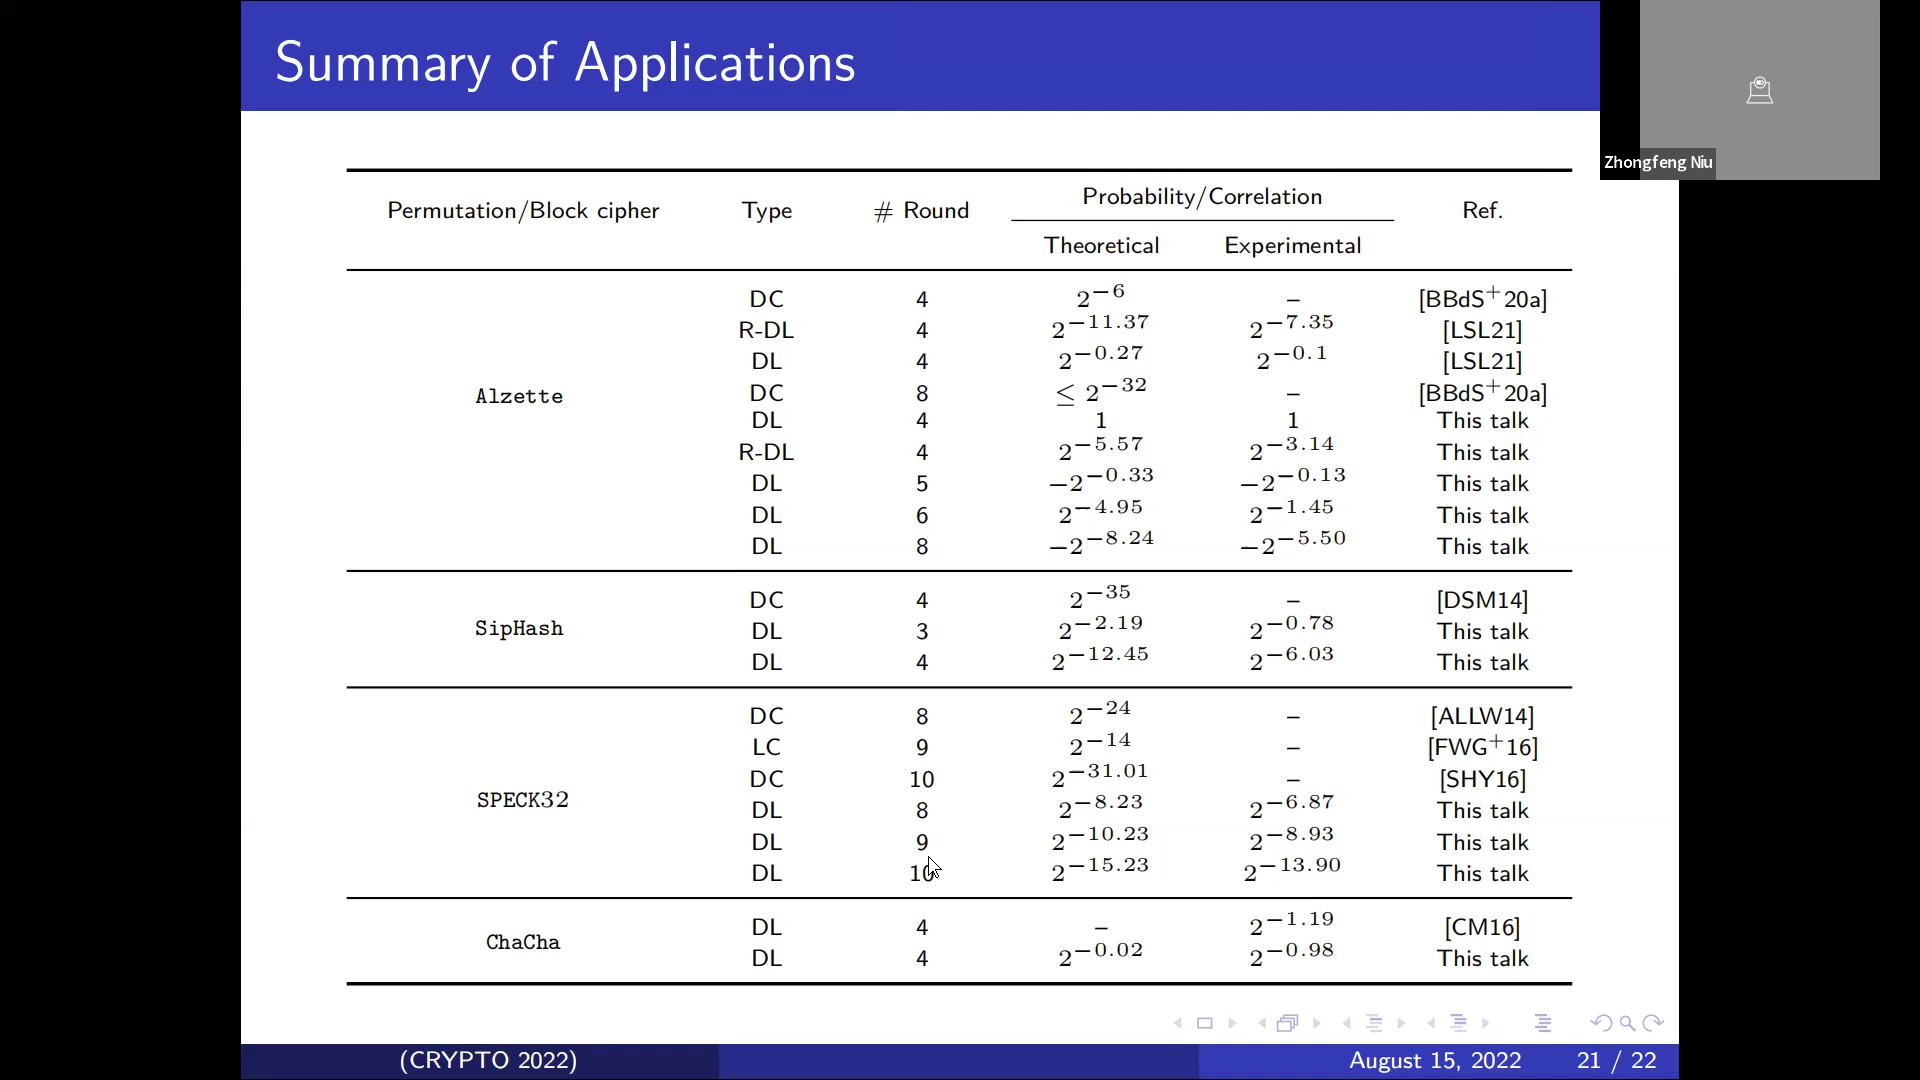 Summary of Applications
Zhongfeng Niu
Permutation/Block cipher Type # Round Probability/Correlation Ref.
Theoretical Experimental
Alzette
DC 4 2^−6 – [BBdS^+20a]
R-DL 4 2^−11.37 2^−7.35 [LSL21]
DL 4 2^−0.27 2^−0.1 [LSL21]
DC 8 ≤ 2^−32 – [BBdS^+20a]
DL 4 1 1 This talk
R-DL 4 2^−5.57 2^−3.14 This talk
DL 5 −2^−0.33 −2^−0.13 This talk
DL 6 2^−4.95 2^−1.45 This talk
DL 8 −2^−8.24 −2^−5.50 This talk
SipHash
DC 4 2^−35 – [DSM14]
DL 3 2^−2.19 2^−0.78 This talk
DL 4 2^−12.45 2^−6.03 This talk
SPECK32
DC 8 2^−24 – [ALLW14]
LC 9 2^−14 – [FWG^+16]
DC 10 2^−31.01 – [SHY16]
DL 8 2^−8.23 2^−6.87 This talk
DL 9 2^−10.23 2^−8.93 This talk
DL 10 2^−15.23 2^−13.90 This talk
ChaCha
DL 4 – 2^−1.19 [CM16]
DL 4 2^−0.02 2^−0.98 This talk
(CRYPTO 2022) August 15, 2022 21 / 22